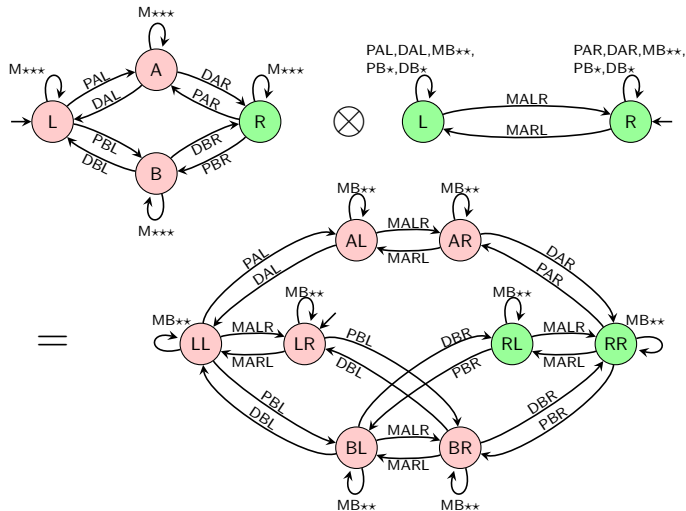 M⋆⋆⋆
M⋆⋆⋆
PAL
A
DAR
M⋆⋆⋆
DAL
PAR
L
R
PBL
DBR
DBL
PBR
B
M⋆⋆⋆
⊗
PAL,DAL,MB⋆⋆,
PB⋆,DB⋆
PAR,DAR,MB⋆⋆,
PB⋆,DB⋆
MALR
L
R
MARL
=
MB⋆⋆
MB⋆⋆
MALR
AL
AR
MARL
PAL
DAL
DAR
PAR
MB⋆⋆
MB⋆⋆
MB⋆⋆
MB⋆⋆
MALR
MALR
LL
LR
RL
RR
MARL
MARL
PBL
DBR
DBL
PBR
PBL
DBL
DBR
PBR
MALR
BL
BR
MARL
MB⋆⋆
MB⋆⋆